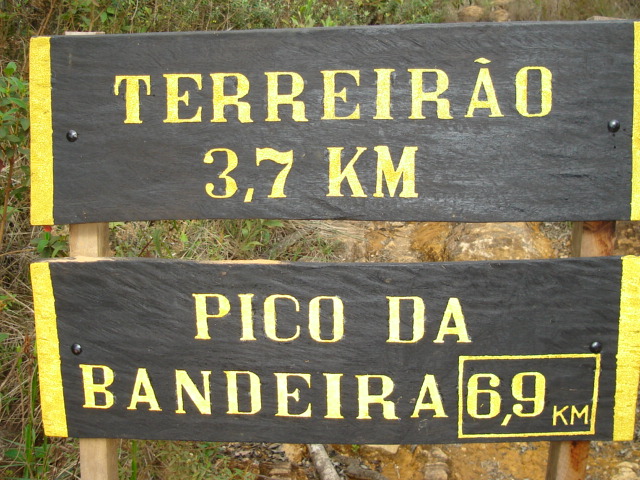 TERREIRÃO
3,7 KM
PICO DA
BANDEIRA 6,9 KM